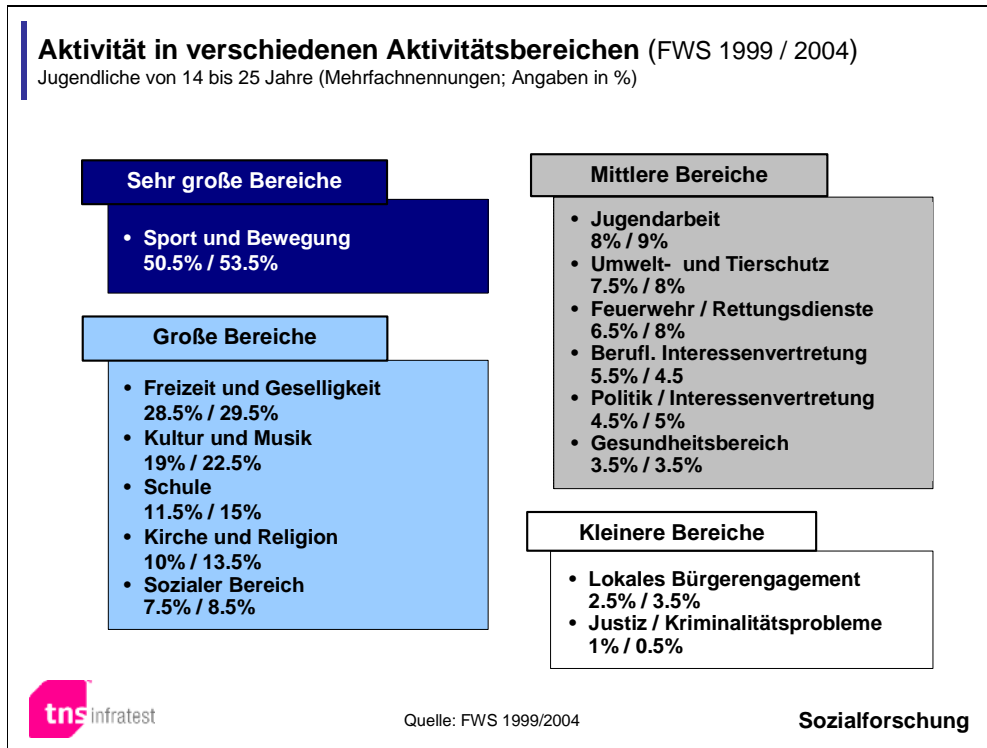 Aktivität in verschiedenen Aktivitätsbereichen (FWS 1999 / 2004)
Jugendliche von 14 bis 25 Jahre (Mehrfachnennungen; Angaben in %)
Sehr große Bereiche
• Sport und Bewegung
50.5% / 53.5%
Große Bereiche
• Freizeit und Geselligkeit
28.5% / 29.5%
• Kultur und Musik
19% / 22.5%
• Schule
11.5% / 15%
• Kirche und Religion
10% / 13.5%
• Sozialer Bereich
7.5% / 8.5%
Mittlere Bereiche
• Jugendarbeit
8% / 9%
• Umwelt- und Tierschutz
7.5% / 8%
• Feuerwehr / Rettungsdienste
6.5% / 8%
• Berufl. Interessenvertretung
5.5% / 4.5
• Politik / Interessenvertretung
4.5% / 5%
• Gesundheitsbereich
3.5% / 3.5%
Kleinere Bereiche
• Lokales Bürgerengagement
2.5% / 3.5%
• Justiz / Kriminalitätsprobleme
1% / 0.5%
tns infratest
Quelle: FWS 1999/2004
Sozialforschung